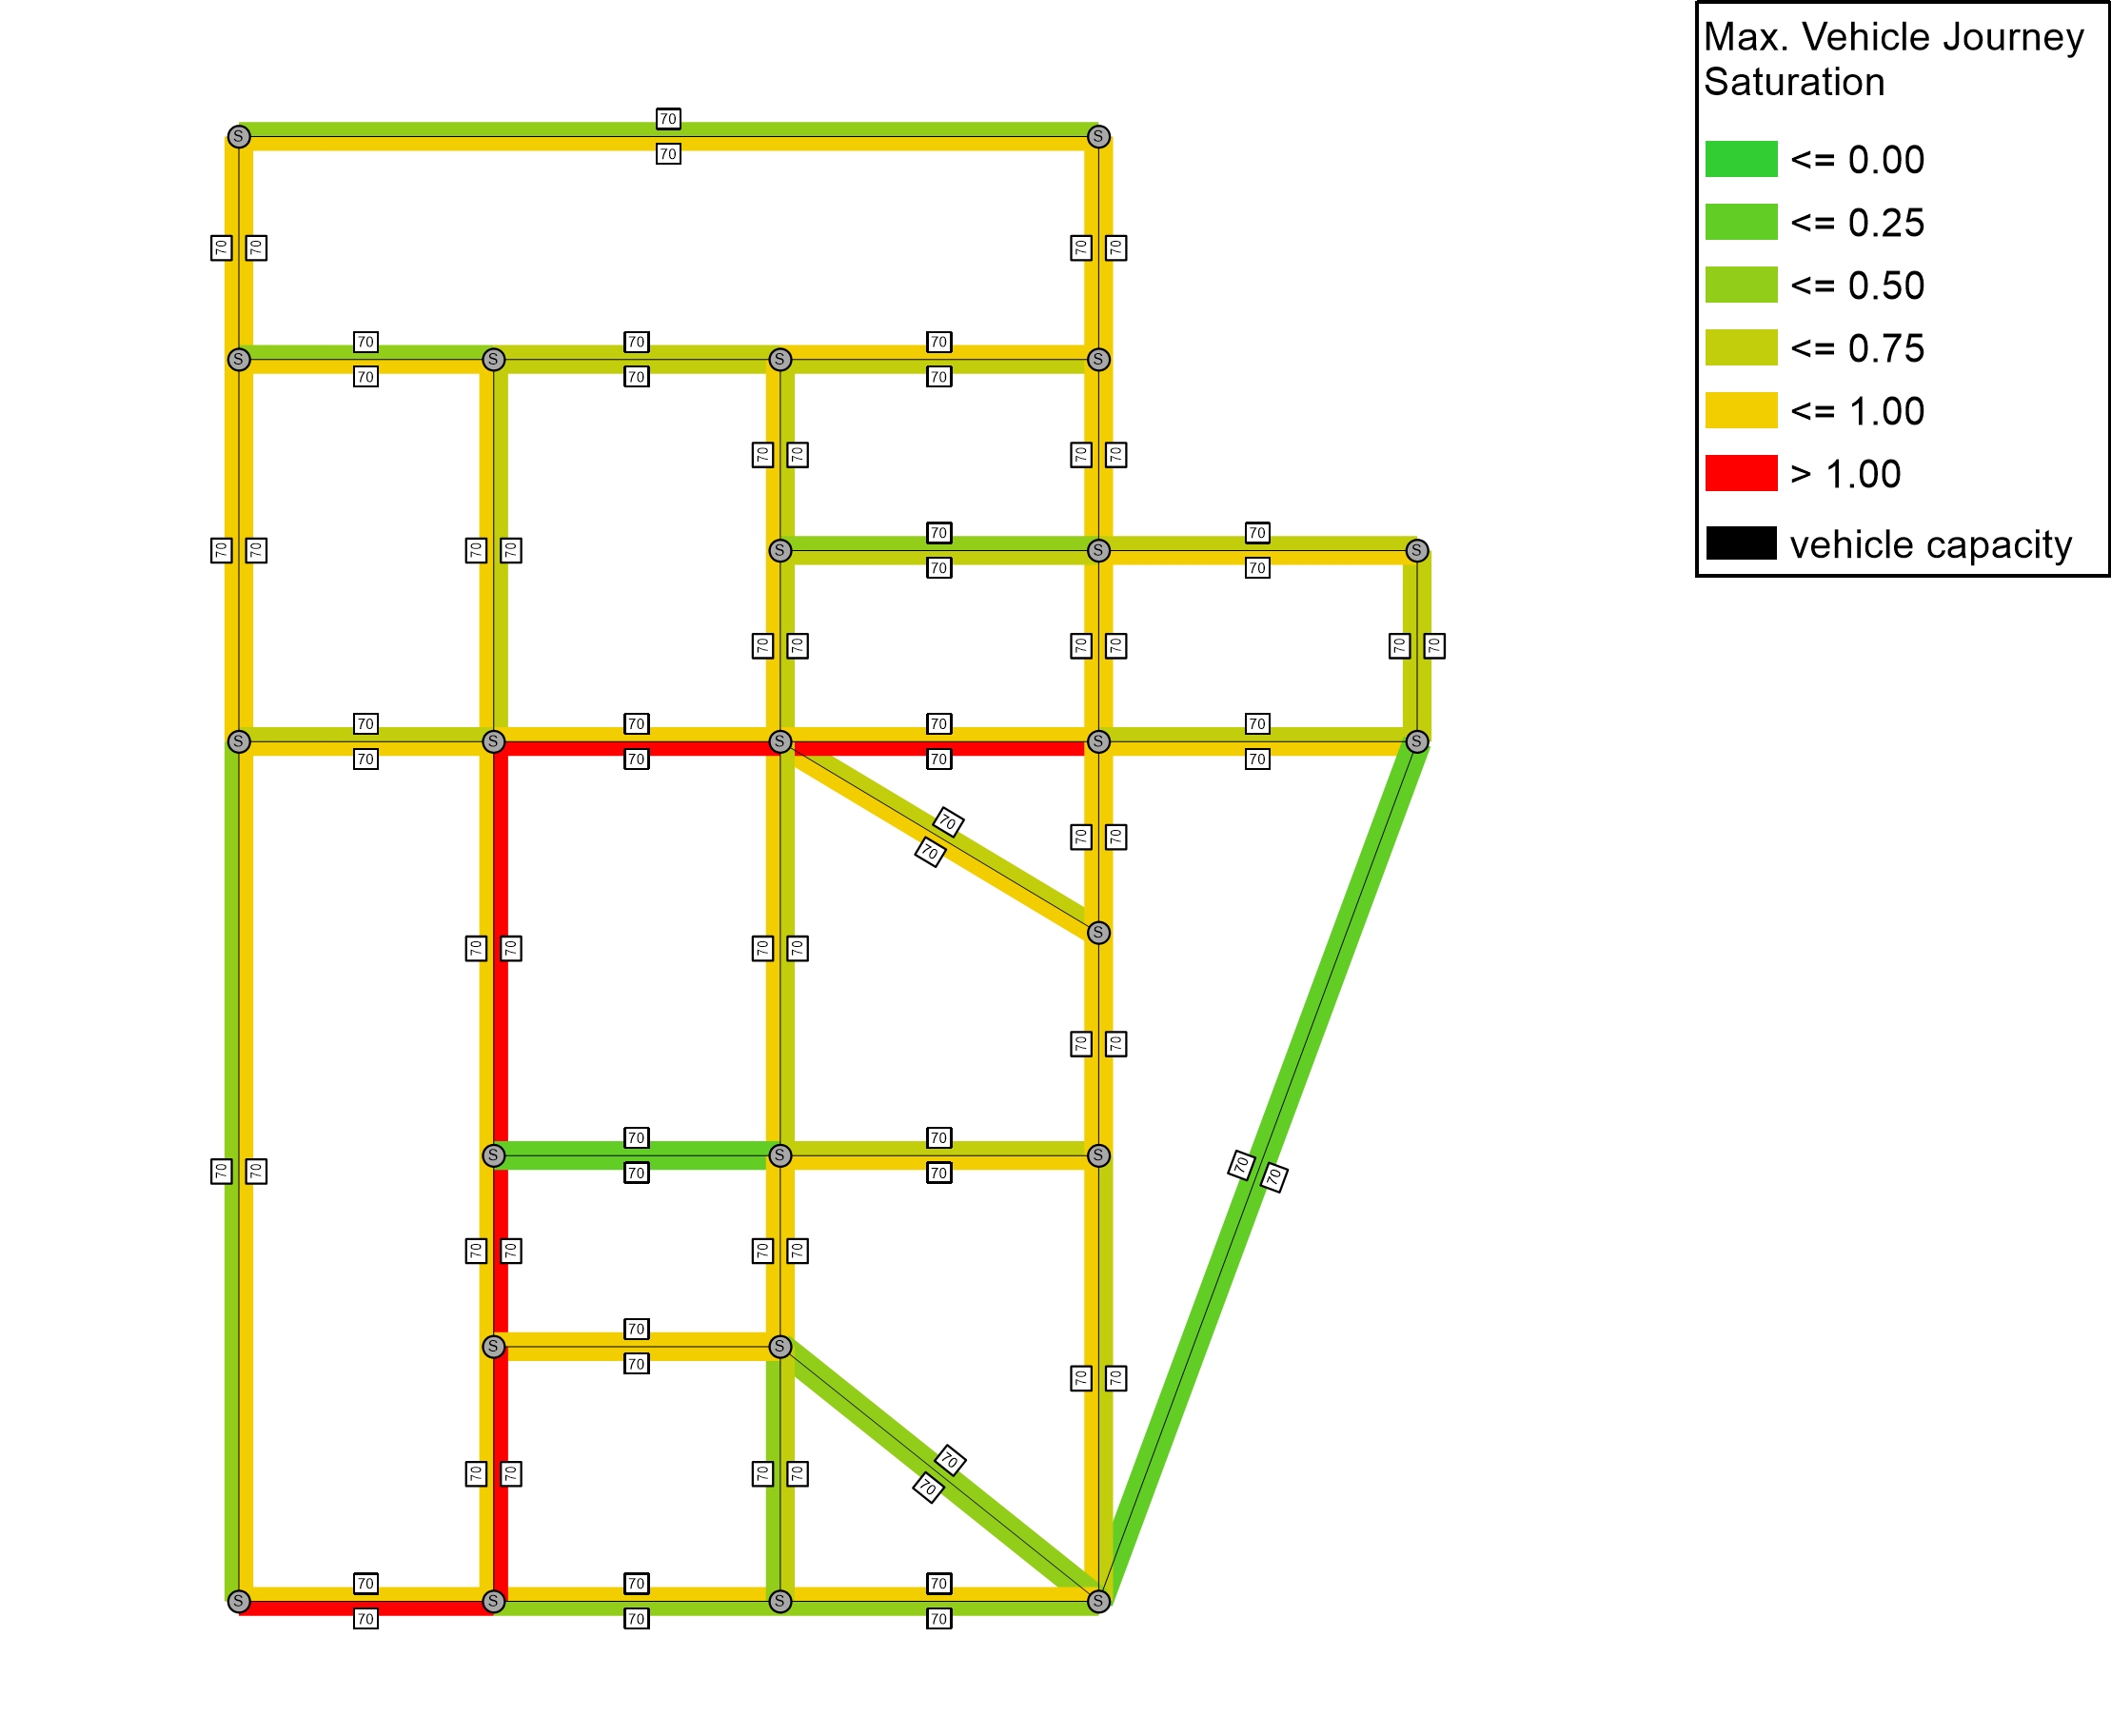 Max. Vehicle Journey
Saturation
<= 0.00
<= 0.25
<= 0.50
<= 0.75
<= 1.00
> 1.00
vehicle capacity
70
S S
70
70 70 70 70
70 70 70
S S S S
70 70 70
70 70 70 70
70 70
70 70 70 70 S S S
70 70
70 70 70 70 70 70
70 70 70 70
S S S S S
70 70 70 70
70
70 70
70
S
70 70 70 70
70 70
70 70
S S S
70
70 70 70 70
70
70 70 70 70
70
S S
70
70 70
70
70 70 70 70
70
70 70 70
S S S S
70 70 70